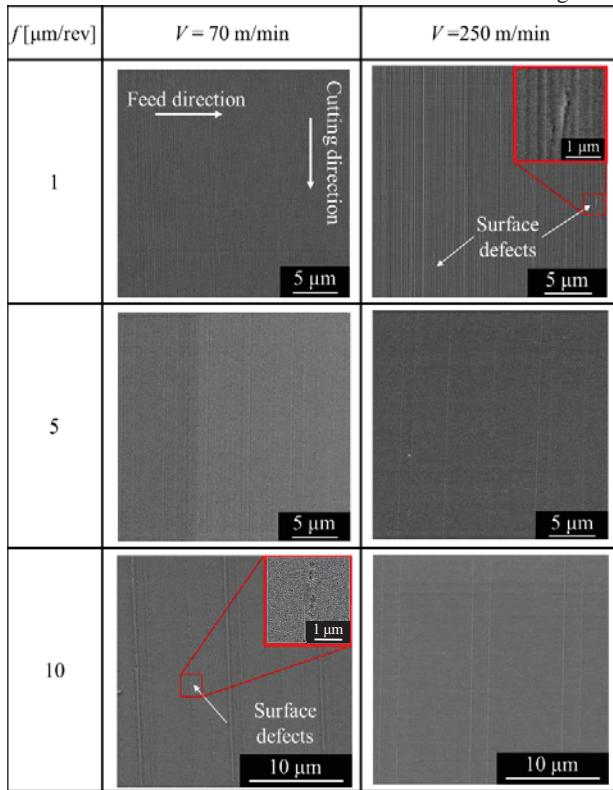 f [μm/rev]
V = 70 m/min
V =250 m/min
1
Feed direction
Cutting direction
5 μm
1 μm
Surface
defects
5 μm
5
5 μm
5 μm
10
1 μm
Surface
defects
10 μm
10 μm